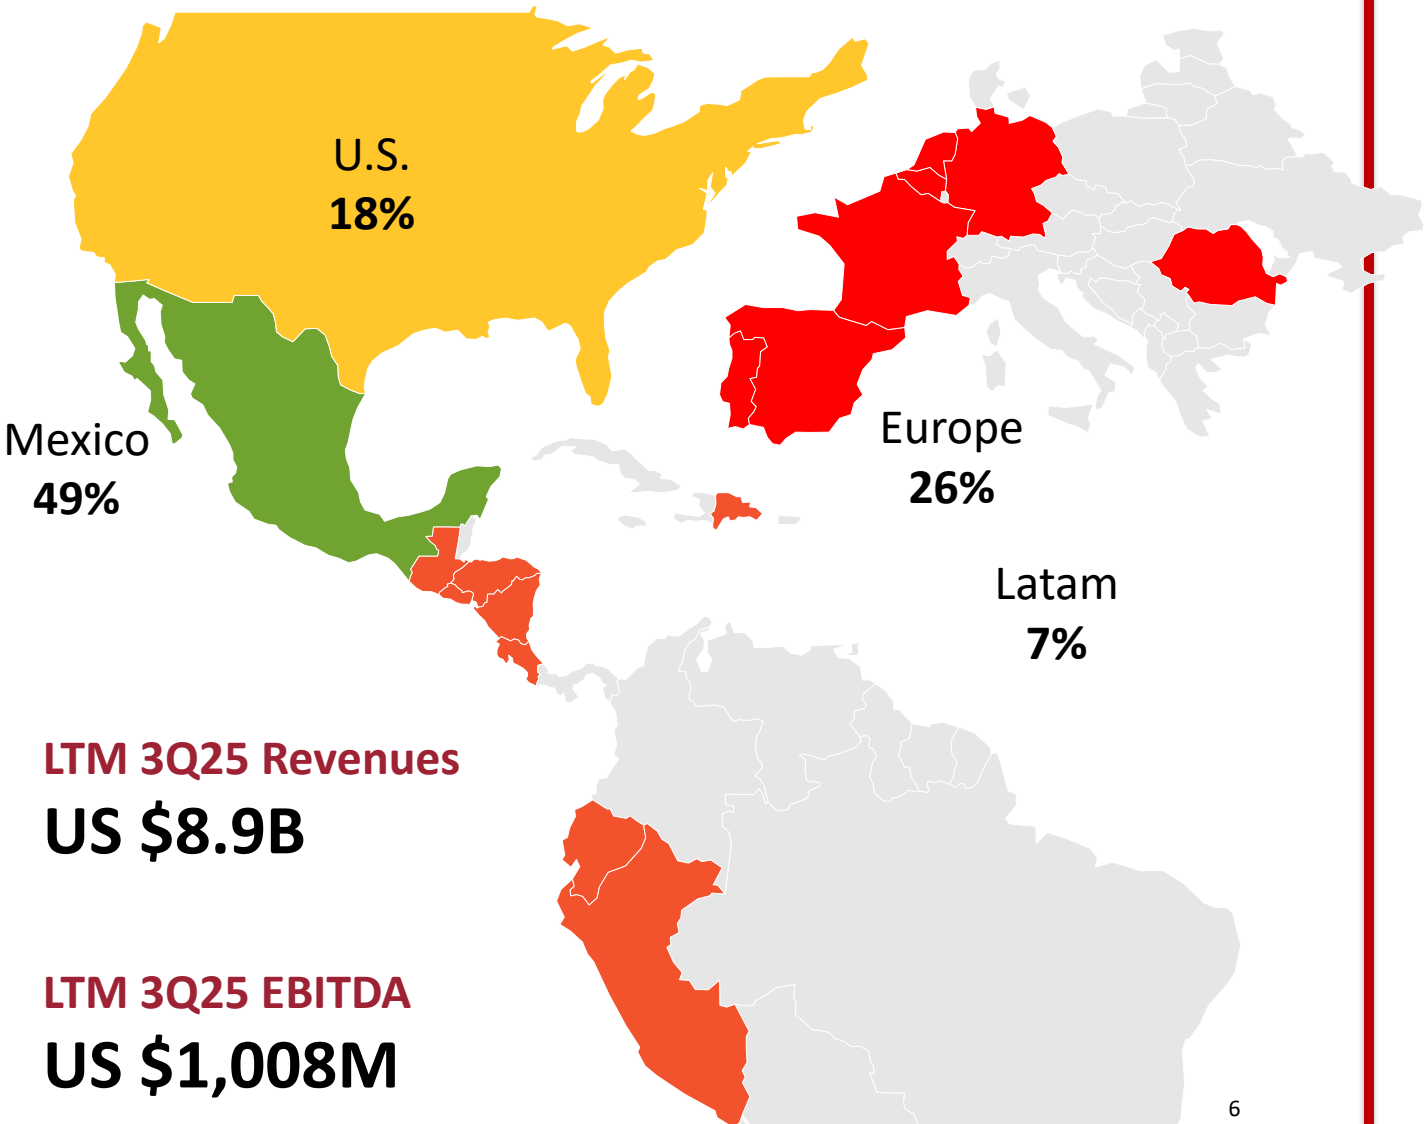 U.S.
18%
Mexico
49%
Europe
26%
Latam
7%
LTM 3Q25 Revenues
US $8.9B
LTM 3Q25 EBITDA
US $1,008M
6